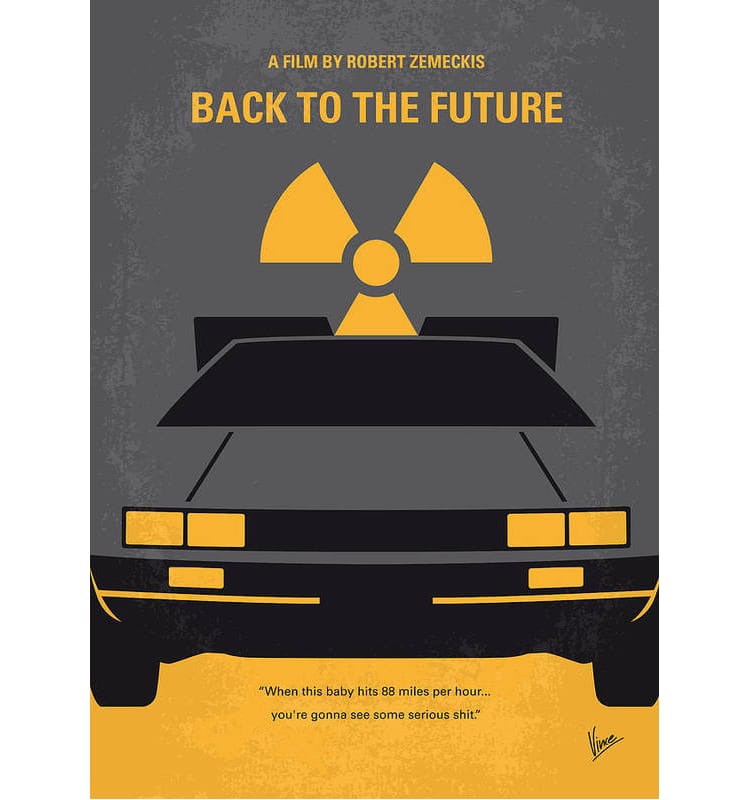 A FILM BY ROBERT ZEMECKIS
BACK TO THE FUTURE
“When this baby hits 88 miles per hour...
you're gonna see some serious shit.”
Vince